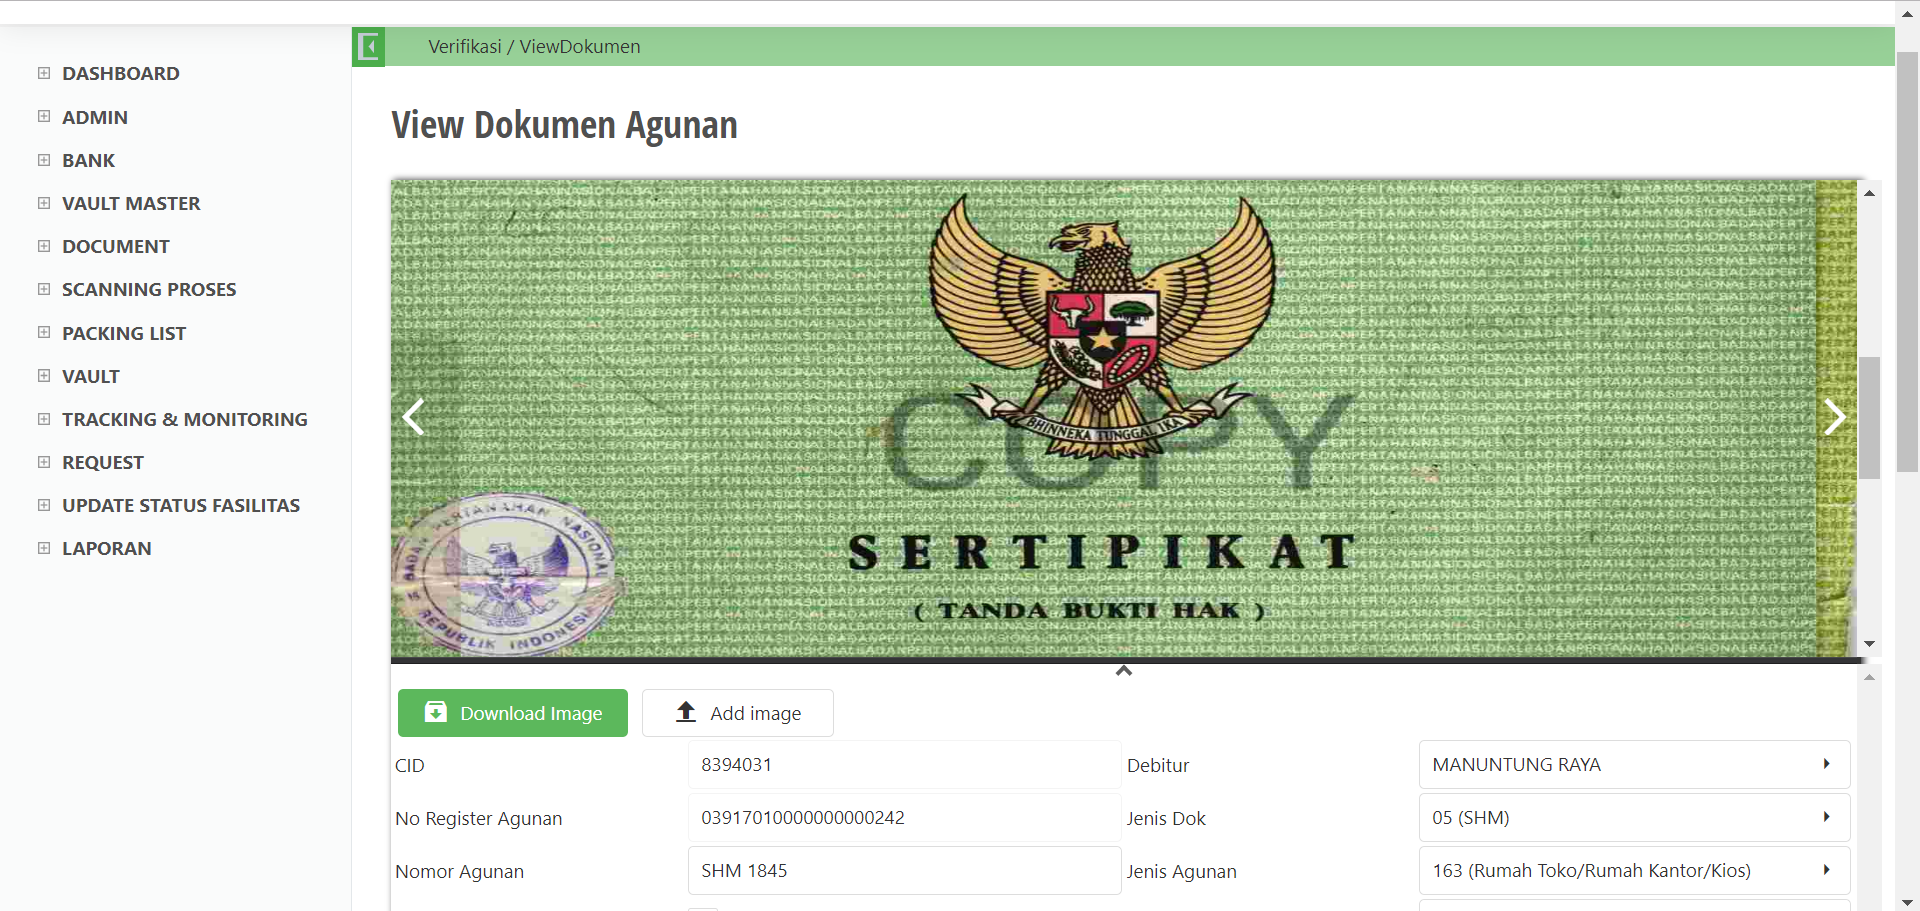 Verifikasi / ViewDokumen
DASHBOARD
ADMIN
BANK
VAULT MASTER
DOCUMENT
SCANNING PROSES
PACKING LIST
VAULT
TRACKING & MONITORING
REQUEST
UPDATE STATUS FASILITAS
LAPORAN
View Dokumen Agunan
BHINNEKA TUNGGAL IKA
COPY
BADAN PERTANAHAN NASIONAL
REPUBLIK INDONESIA
SERTIPIKAT
( TANDA BUKTI HAK )
Download Image
Add image
CID 8394031 Debitur MANUNTUNG RAYA
No Register Agunan 03917010000000000242 Jenis Dok 05 (SHM)
Nomor Agunan SHM 1845 Jenis Agunan 163 (Rumah Toko/Rumah Kantor/Kios)